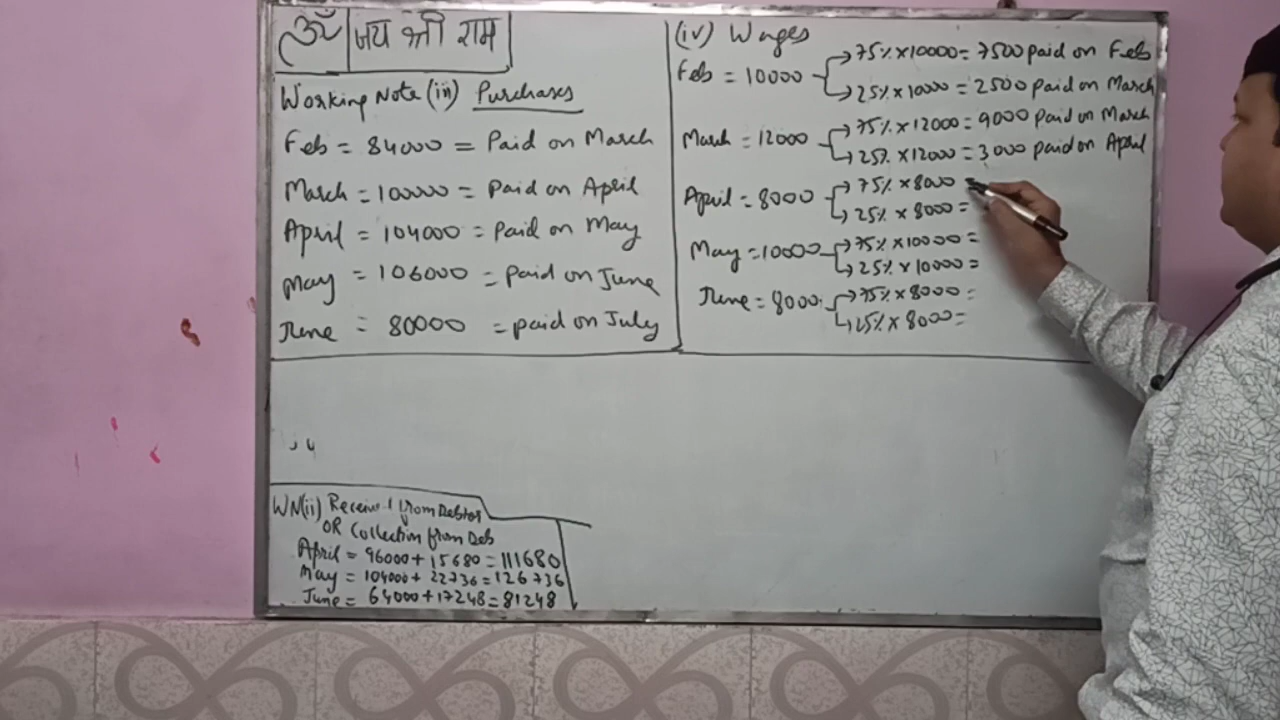 ॐ जय श्री राम
Working Note (iii) Purchases
Feb = 84000 = Paid on March
March = 100000 = Paid on April
April = 104000 = Paid on May
May = 106000 = Paid on June
June = 80000 = paid on July
(iv) Wages
Feb = 10000
75% x 10000 = 7500 paid on Feb
25% x 1000 = 2500 paid on March
March = 12000
75% x 12000 = 9000 paid on March
25% x 12000 = 3000 paid on April
April = 8000
75% x 8000 =
25% x 8000 =
May = 10000
75% x 10000 =
25% x 10000 =
June = 8000
75% x 8000 =
25% x 8000 =
WN(ii) Received from Debtor
OR Collection from Deb
April = 96000 + 15680 = 111680
May = 104000 + 22736 = 126736
June = 64000 + 17248 = 81248